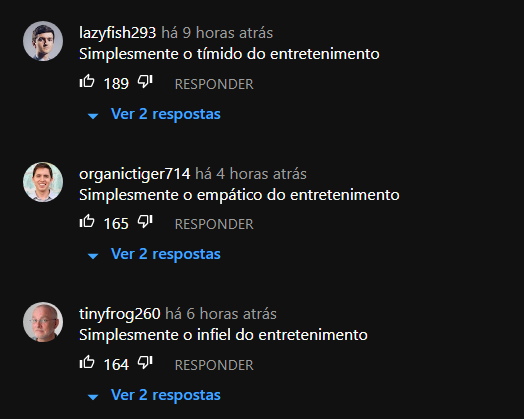 lazyfish293 há 9 horas atrás
Simplesmente o tímido do entretenimento
189 RESPONDER
Ver 2 respostas
organictiger714 há 4 horas atrás
Simplesmente o empático do entretenimento
165 RESPONDER
Ver 2 respostas
tinyfrog260 há 6 horas atrás
Simplesmente o infiel do entretenimento
164 RESPONDER
Ver 2 respostas